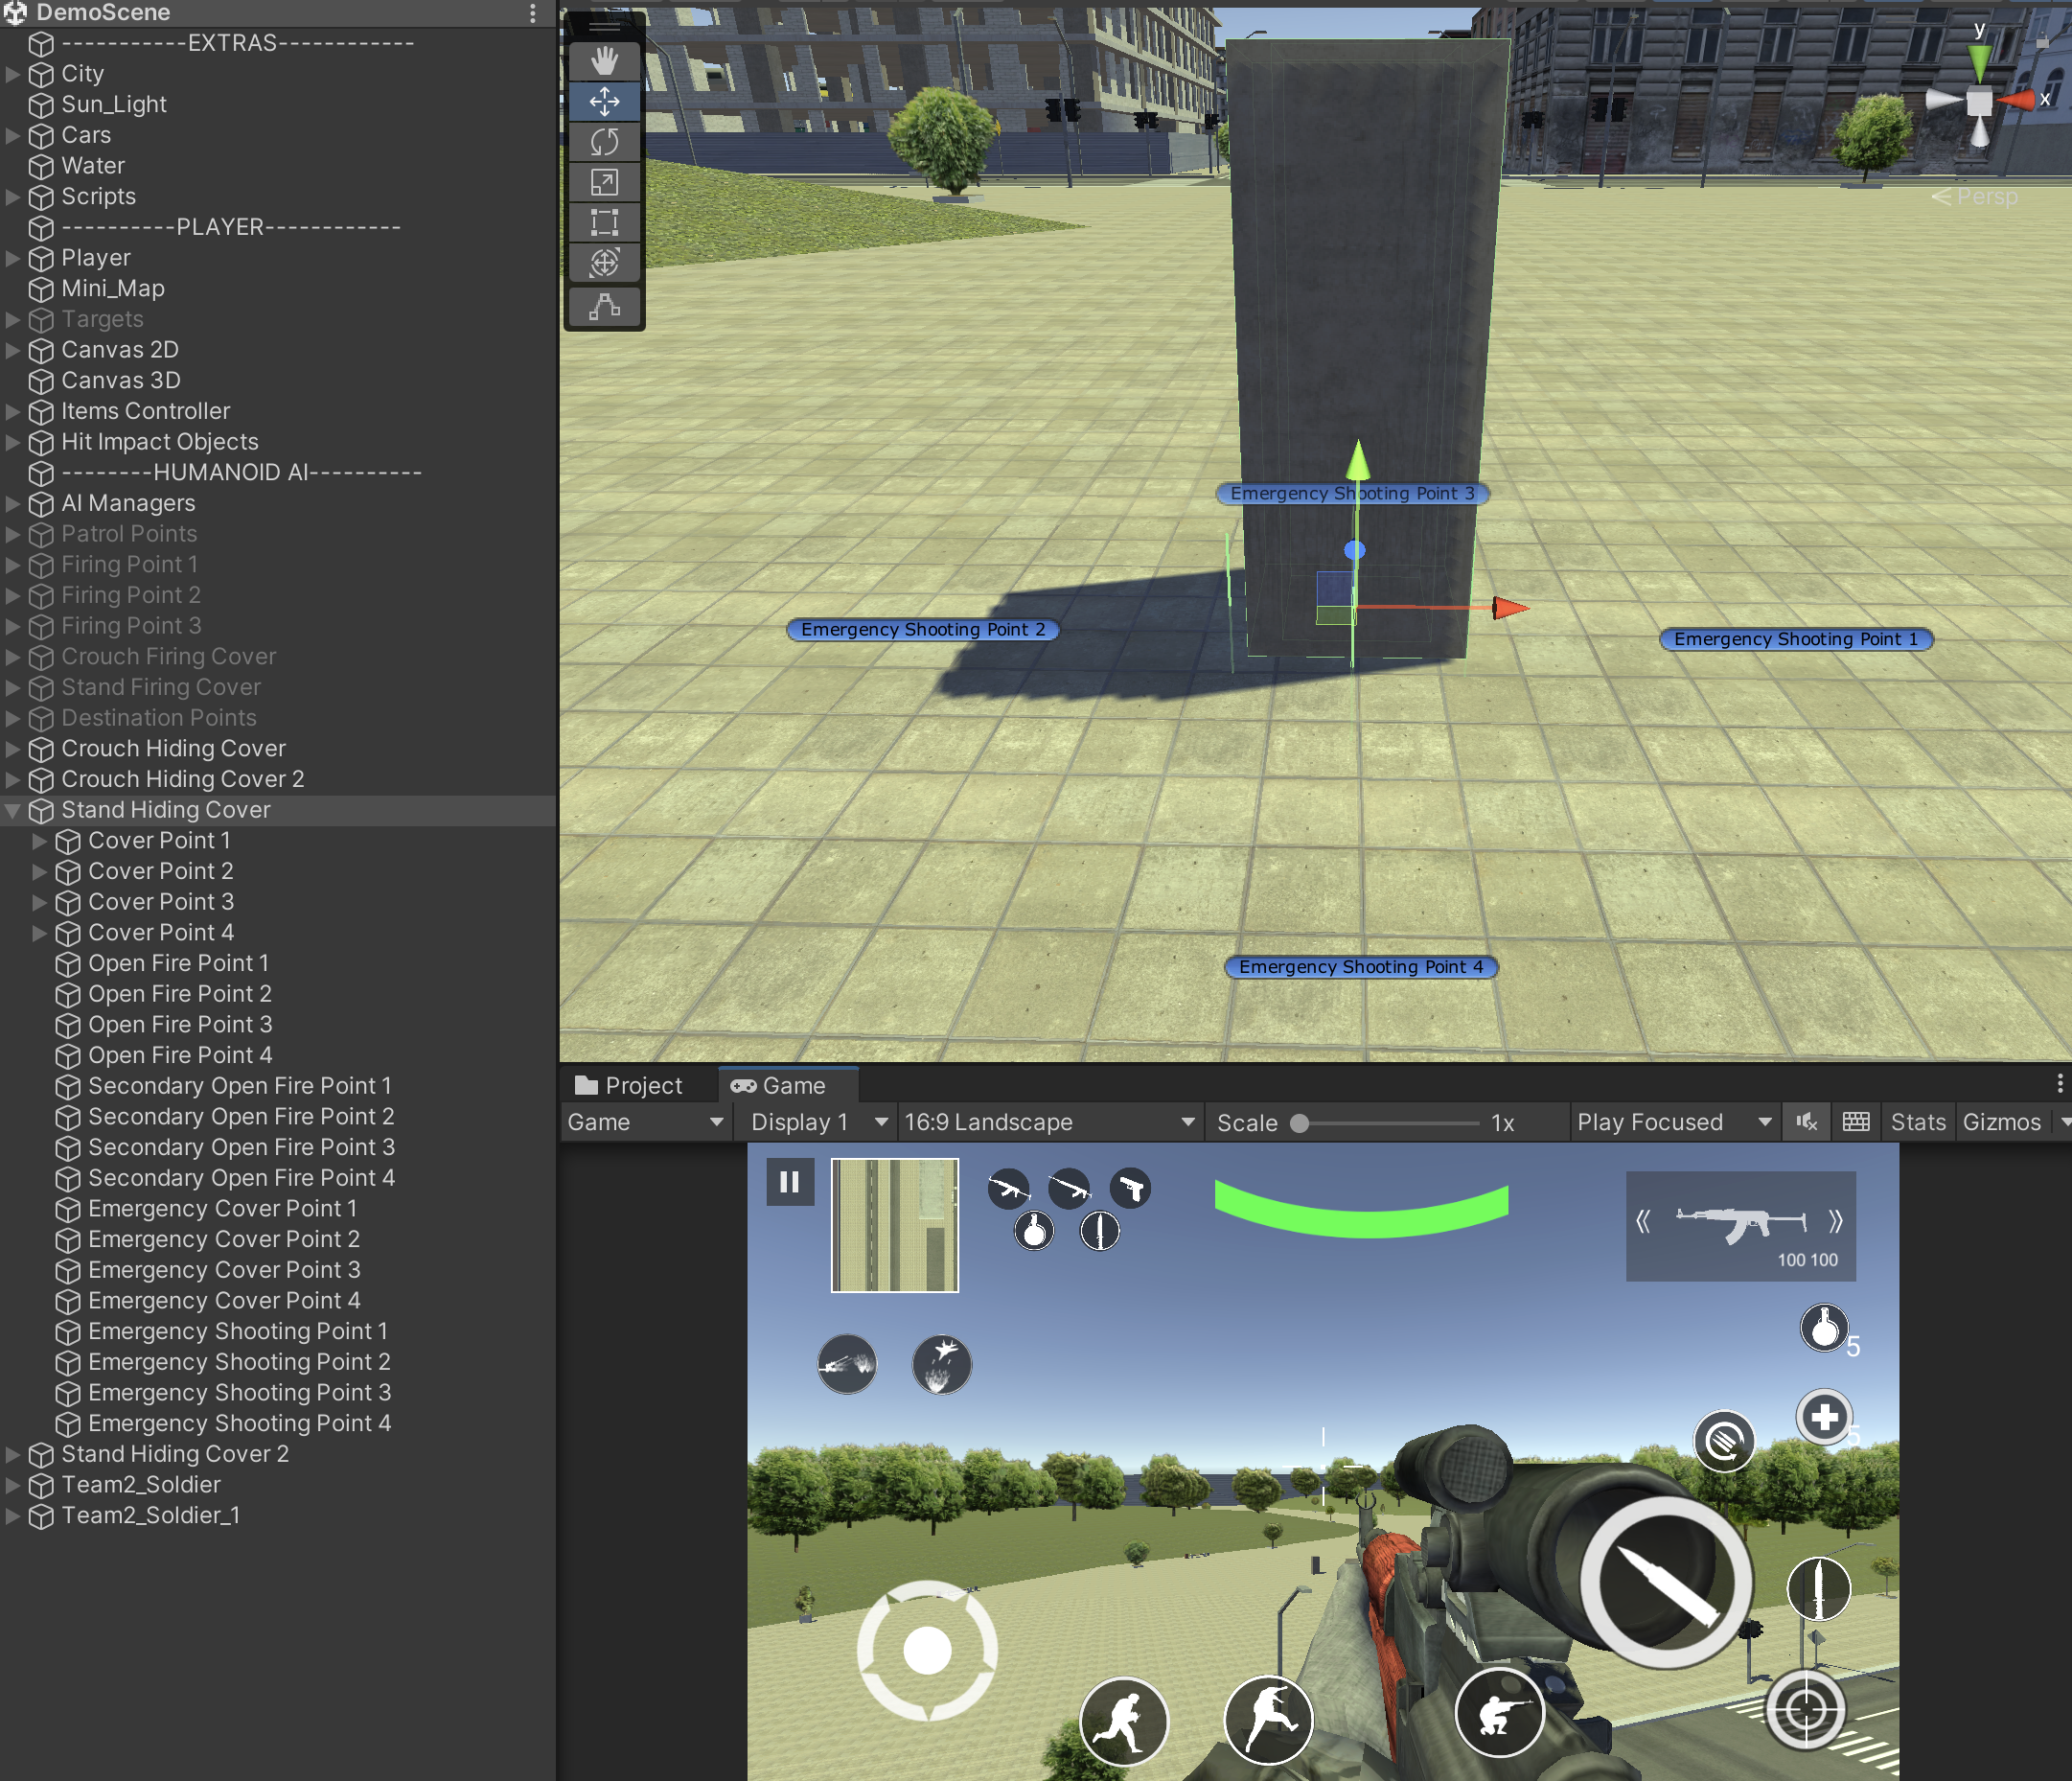 DemoScene
-----------EXTRAS------------
City
Sun_Light
Cars
Water
Scripts
----------PLAYER------------
Player
Mini_Map
Targets
Canvas 2D
Canvas 3D
Items Controller
Hit Impact Objects
--------HUMANOID AI----------
AI Managers
Patrol Points
Firing Point 1
Firing Point 2
Firing Point 3
Crouch Firing Cover
Stand Firing Cover
Destination Points
Crouch Hiding Cover
Crouch Hiding Cover 2
Stand Hiding Cover
Cover Point 1
Cover Point 2
Cover Point 3
Cover Point 4
Open Fire Point 1
Open Fire Point 2
Open Fire Point 3
Open Fire Point 4
Secondary Open Fire Point 1
Secondary Open Fire Point 2
Secondary Open Fire Point 3
Secondary Open Fire Point 4
Emergency Cover Point 1
Emergency Cover Point 2
Emergency Cover Point 3
Emergency Cover Point 4
Emergency Shooting Point 1
Emergency Shooting Point 2
Emergency Shooting Point 3
Emergency Shooting Point 4
Stand Hiding Cover 2
Team2_Soldier
Team2_Soldier_1
y
x
Persp
Emergency Shooting Point 3
Emergency Shooting Point 2
Emergency Shooting Point 1
Emergency Shooting Point 4
Project
Game
Game
Display 1
16:9 Landscape
Scale
1x
Play Focused
Stats
Gizmos
100 100
5
5